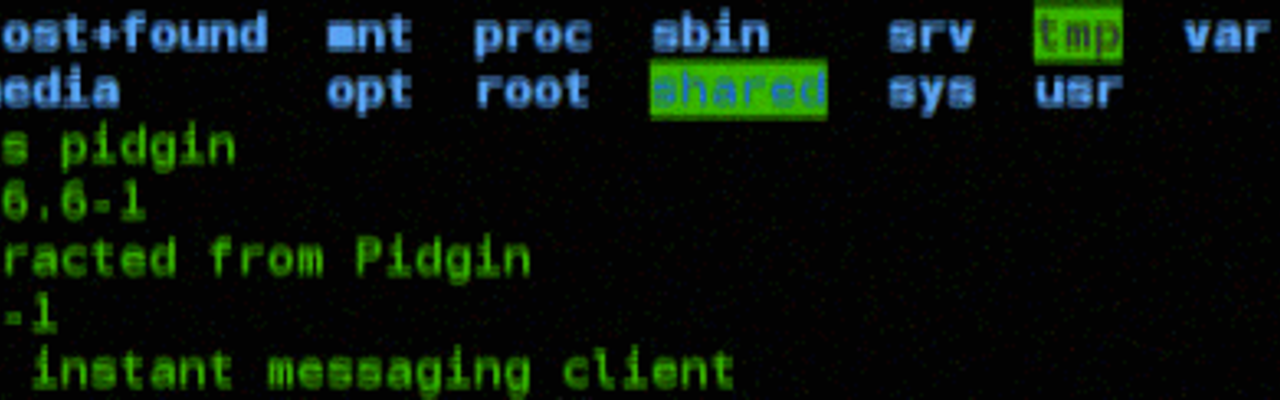 ost+found mnt proc sbin srv tmp var
edia opt root shared sys usr
s pidgin
6.6-1
racted from Pidgin
-1
instant messaging client